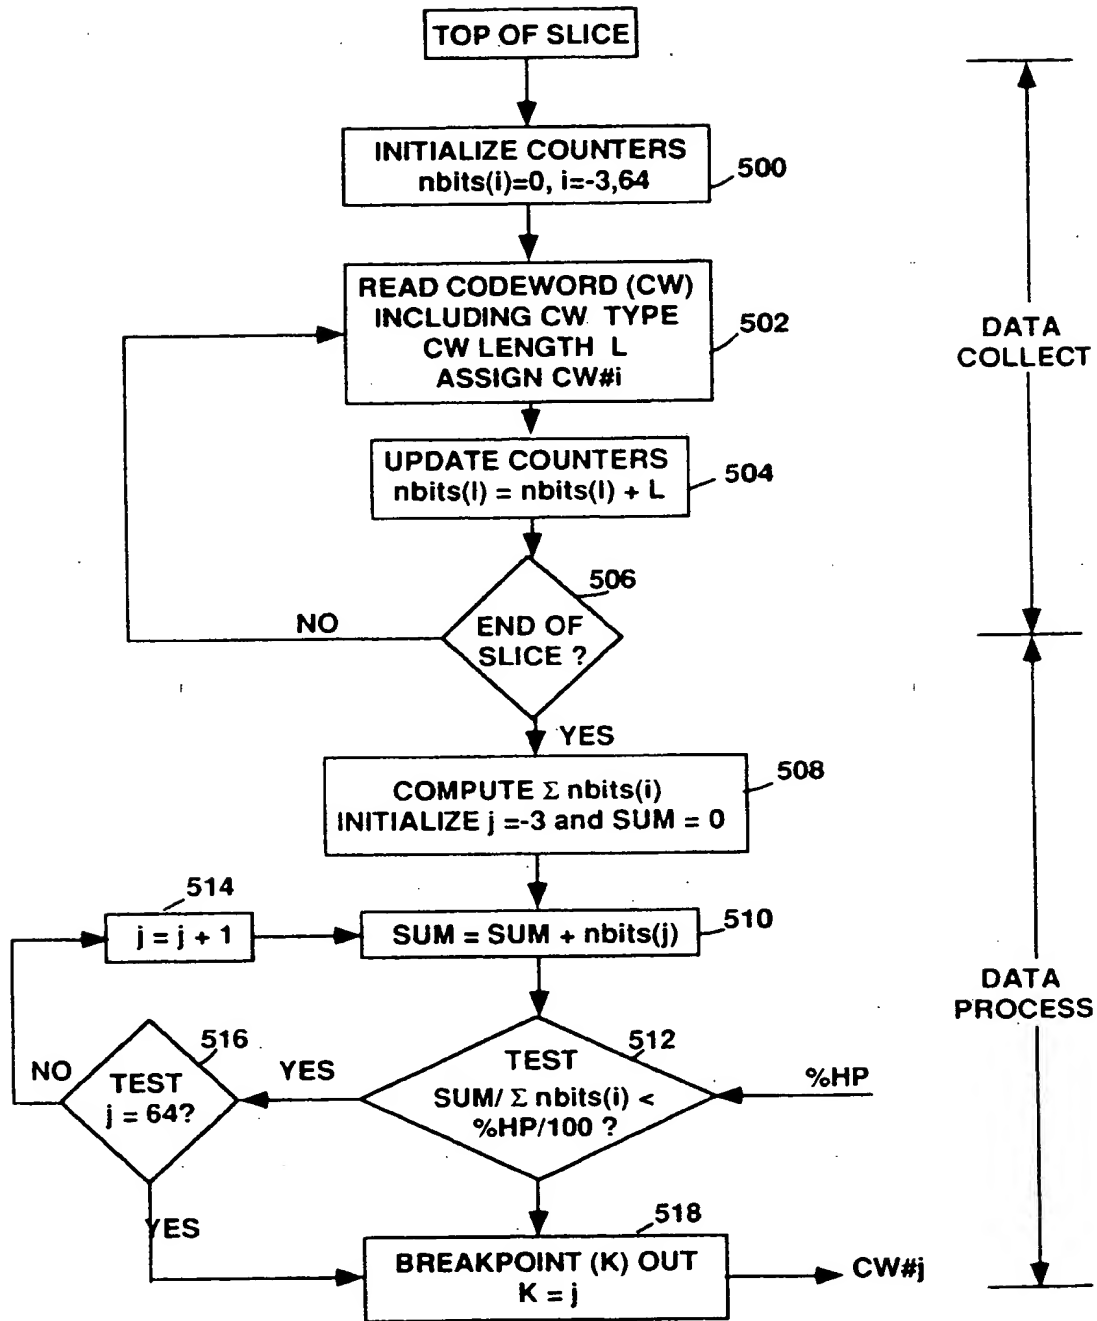 TOP OF SLICE
INITIALIZE COUNTERS
nbits(i)=0, i=-3,64
500
READ CODEWORD (CW)
INCLUDING CW TYPE
CW LENGTH L
ASSIGN CW#i
502
DATA
COLLECT
UPDATE COUNTERS
nbits(I) = nbits(I) + L
504
506
END OF
SLICE ?
NO
YES
508
COMPUTE Σ nbits(i)
INITIALIZE j =-3 and SUM = 0
514
j = j + 1
SUM = SUM + nbits(j)
510
DATA
PROCESS
516
TEST
j = 64?
NO
YES
512
TEST
SUM/ Σ nbits(i) <
%HP/100 ?
%HP
YES
518
BREAKPOINT (K) OUT
K = j
CW#j